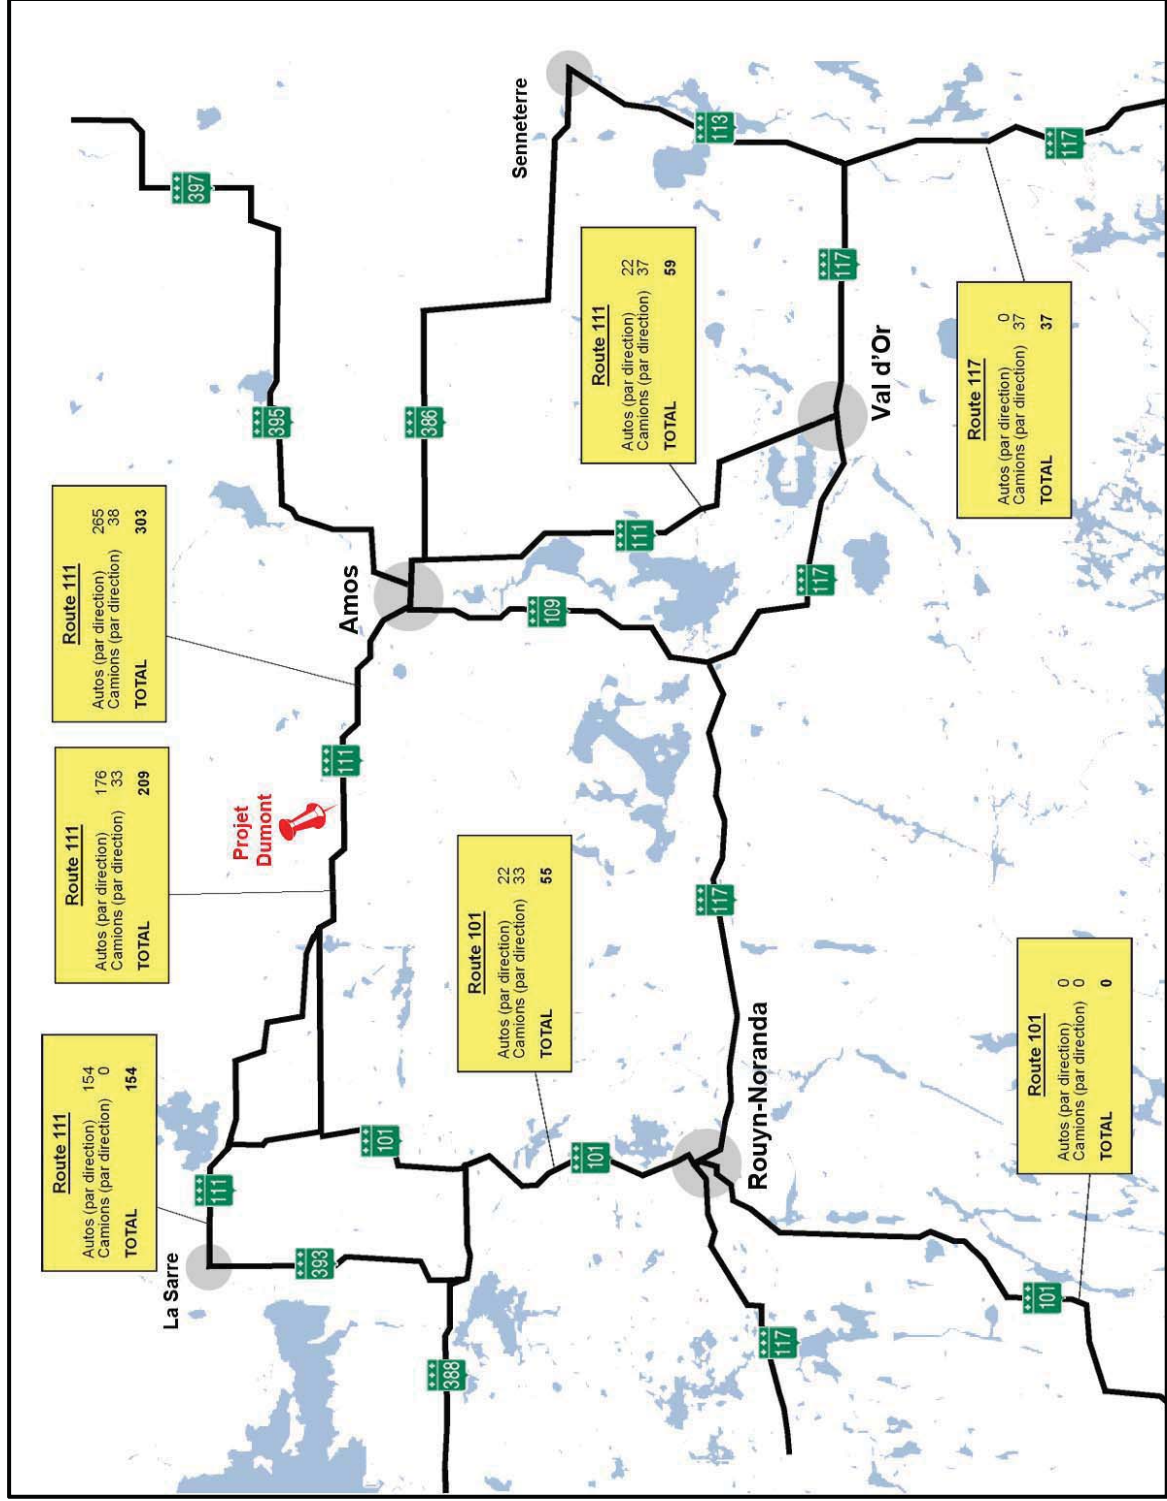 Route 111
Autos (par direction) 154
Camions (par direction) 0
TOTAL 154
Route 111
Autos (par direction) 176
Camions (par direction) 33
TOTAL 209
Route 111
Autos (par direction) 265
Camions (par direction) 38
TOTAL 303
397
La Sarre
111
Projet
Dumont
395
393
111
Amos
101
386
388
Route 101
Autos (par direction) 22
Camions (par direction) 33
TOTAL 55
Senneterre
109
101
Route 111
Autos (par direction) 22
Camions (par direction) 37
TOTAL 59
111
117
113
Rouyn-Noranda
117
117
117
117
Val d'Or
Route 117
Autos (par direction) 0
Camions (par direction) 37
TOTAL 37
Route 101
Autos (par direction) 0
Camions (par direction) 0
TOTAL 0
101
117